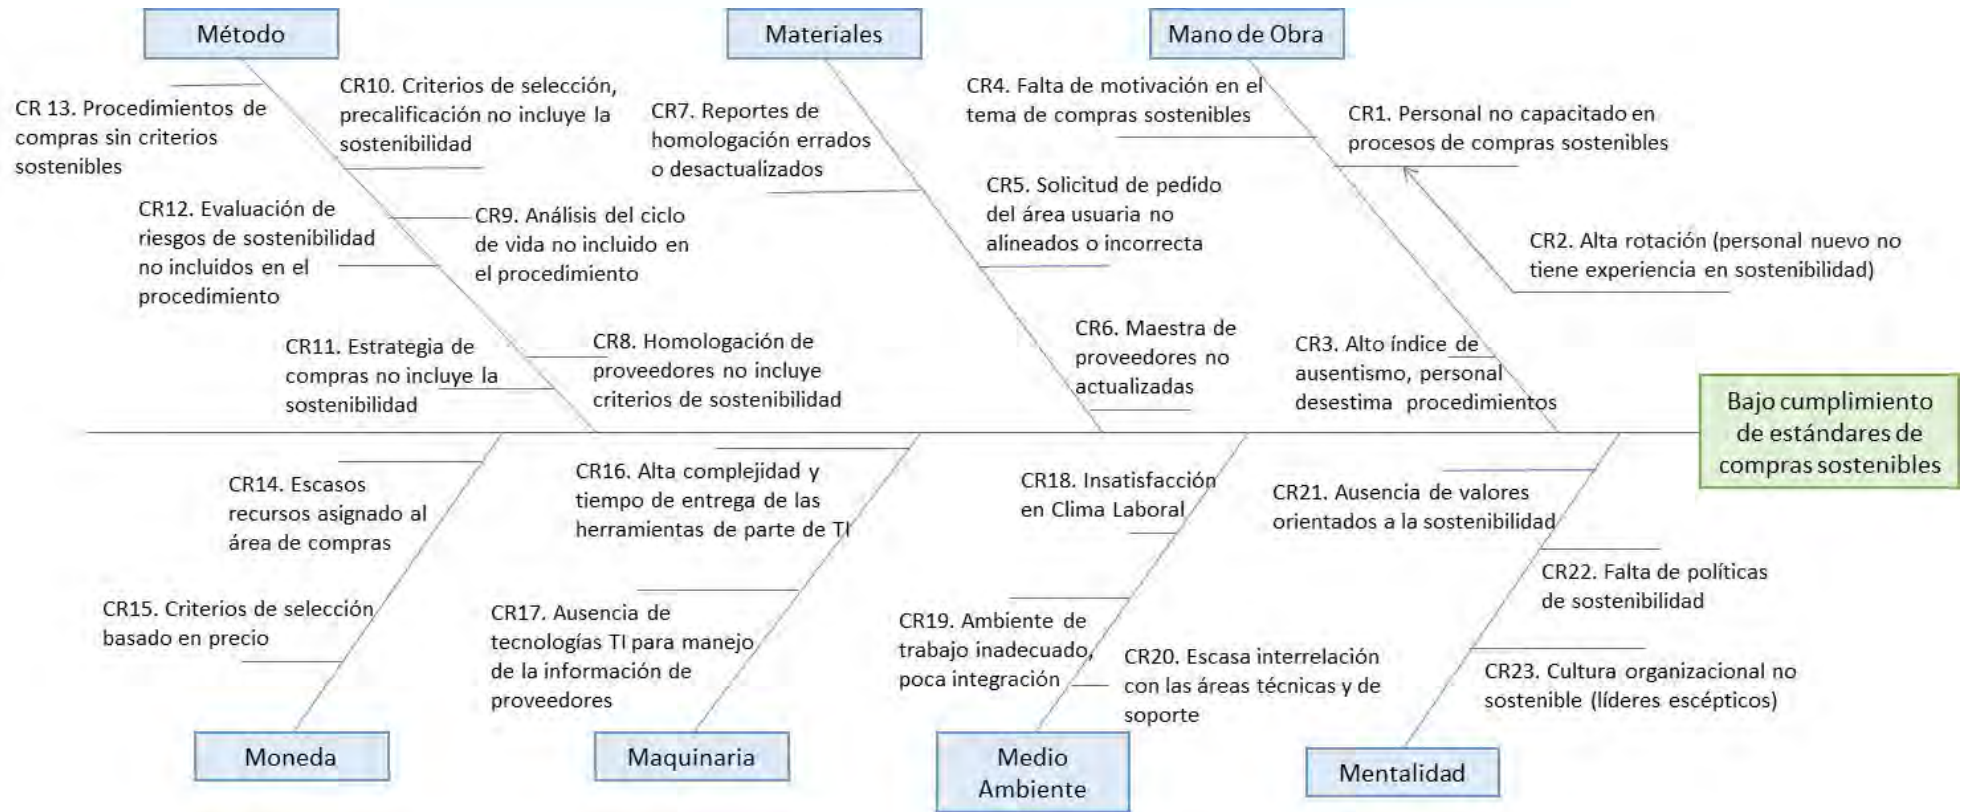 Método
Materiales
Mano de Obra
CR 13. Procedimientos de
compras sin criterios
sostenibles
CR10. Criterios de selección,
precalificación no incluye la
sostenibilidad
CR12. Evaluación de
riesgos de sostenibilidad
no incluidos en el
procedimiento
CR9. Análisis del ciclo
de vida no incluido en
el procedimiento
CR11. Estrategia de
compras no incluye la
sostenibilidad
CR8. Homologación de
proveedores no incluye
criterios de sostenibilidad
CR7. Reportes de
homologación errados
o desactualizados
CR5. Solicitud de pedido
del área usuaria no
alineados o incorrecta
CR6. Maestra de
proveedores no
actualizadas
CR4. Falta de motivación en el
tema de compras sostenibles
CR1. Personal no capacitado en
procesos de compras sostenibles
CR2. Alta rotación (personal nuevo no
tiene experiencia en sostenibilidad)
CR3. Alto índice de
ausentismo, personal
desestima procedimientos
Bajo cumplimiento
de estándares de
compras sostenibles
CR14. Escasos
recursos asignado al
área de compras
CR15. Criterios de selección
basado en precio
CR16. Alta complejidad y
tiempo de entrega de las
herramientas de parte de TI
CR17. Ausencia de
tecnologías TI para manejo
de la información de
proveedores
CR18. Insatisfacción
en Clima Laboral
CR19. Ambiente de
trabajo inadecuado,
poca integración
CR20. Escasa interrelación
con las áreas técnicas y de
soporte
CR21. Ausencia de valores
orientados a la sostenibilidad
CR22. Falta de políticas
de sostenibilidad
CR23. Cultura organizacional no
sostenible (líderes escépticos)
Moneda
Maquinaria
Medio
Ambiente
Mentalidad